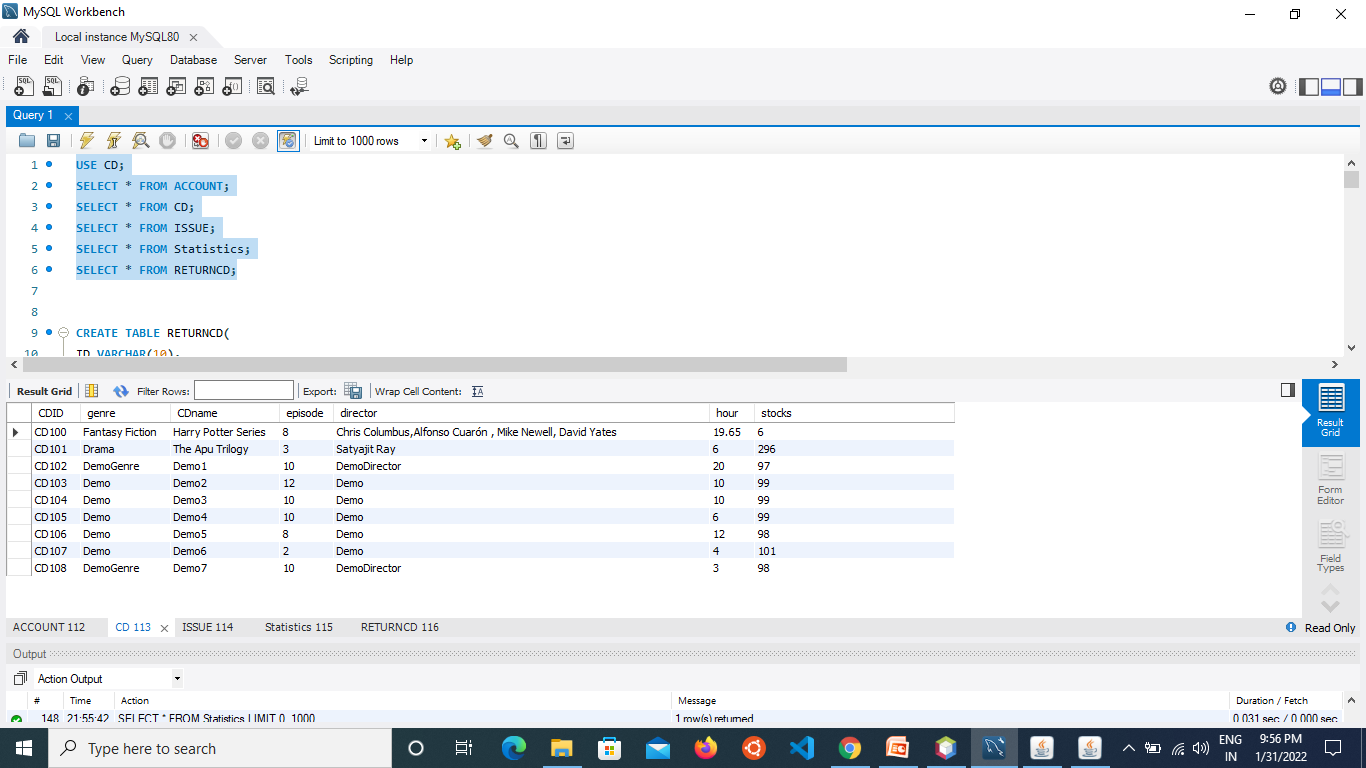 MySQL Workbench
Local instance MySQL80
File Edit View Query Database Server Tools Scripting Help
Query 1
Limit to 1000 rows
1 USE CD;
2 SELECT * FROM ACCOUNT;
3 SELECT * FROM CD;
4 SELECT * FROM ISSUE;
5 SELECT * FROM Statistics;
6 SELECT * FROM RETURNCD;
7
8
9 CREATE TABLE RETURNCD(
10 ID VARCHAR(10),
Result Grid Filter Rows: Export: Wrap Cell Content:
CDID genre CDname episode director hour stocks
CD100 Fantasy Fiction Harry Potter Series 8 Chris Columbus,Alfonso Cuarón , Mike Newell, David Yates 19.65 6
CD101 Drama The Apu Trilogy 3 Satyajit Ray 6 296
CD102 DemoGenre Demo1 10 DemoDirector 20 97
CD103 Demo Demo2 12 Demo 10 99
CD104 Demo Demo3 10 Demo 10 99
CD105 Demo Demo4 10 Demo 6 99
CD106 Demo Demo5 8 Demo 12 98
CD107 Demo Demo6 2 Demo 4 101
CD108 DemoGenre Demo7 10 DemoDirector 3 98
Result
Grid
Form
Editor
Field
Types
ACCOUNT 112 CD 113 ISSUE 114 Statistics 115 RETURNCD 116 Read Only
Output
Action Output
# Time Action Message Duration / Fetch
148 21:55:42 SELECT * FROM Statistics LIMIT 0, 1000 1 row(s) returned 0.031 sec / 0.000 sec
Type here to search
ENG
IN
9:56 PM
1/31/2022